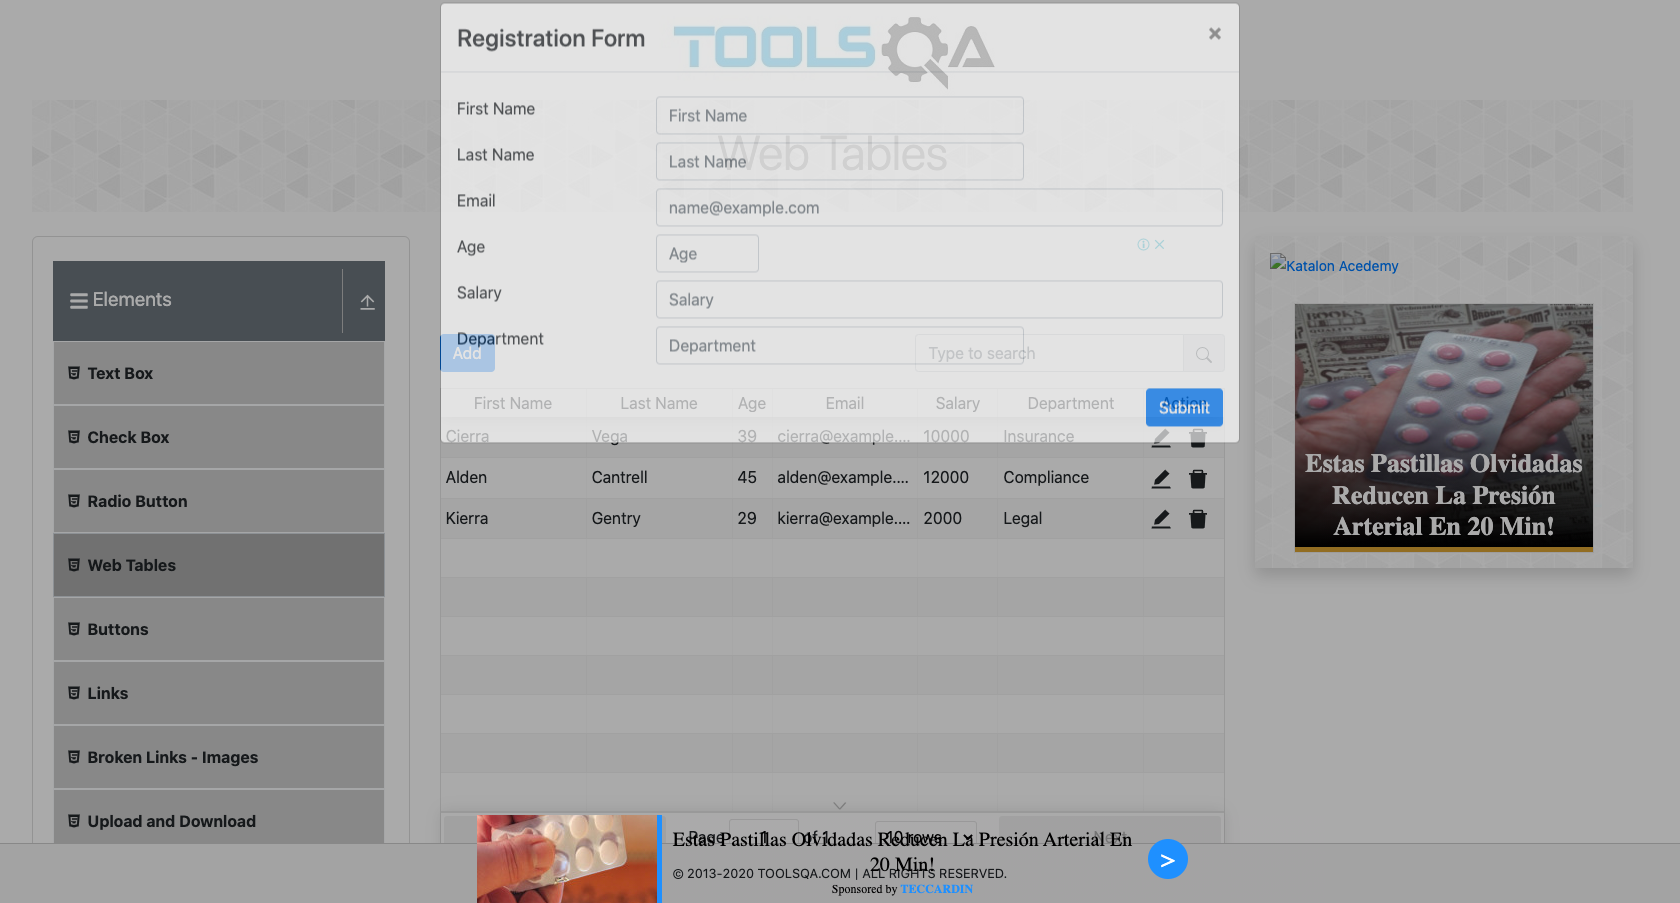 Registration Form
×
TOOLSQA
First Name
First Name
Web Tables
Last Name
Last Name
Email
name@example.com
Age
Age
Salary
Salary
Department
Department
Add
Type to search
Submit
First Name Last Name Age Email Salary Department Action
Cierra Vega 39 cierra@example.... 10000 Insurance
Alden Cantrell 45 alden@example.... 12000 Compliance
Kierra Gentry 29 kierra@example.... 2000 Legal
Elements
Text Box
Check Box
Radio Button
Web Tables
Buttons
Links
Broken Links - Images
Upload and Download
Katalon Acedemy
Estas Pastillas Olvidadas
Reducen La Presión
Arterial En 20 Min!
Page 1 of 1 10 rows Next
Estas Pastillas Olvidadas Reducen La Presión Arterial En
20 Min!
© 2013-2020 TOOLSQA.COM | ALL RIGHTS RESERVED.
Sponsored by TECCARDIN
>